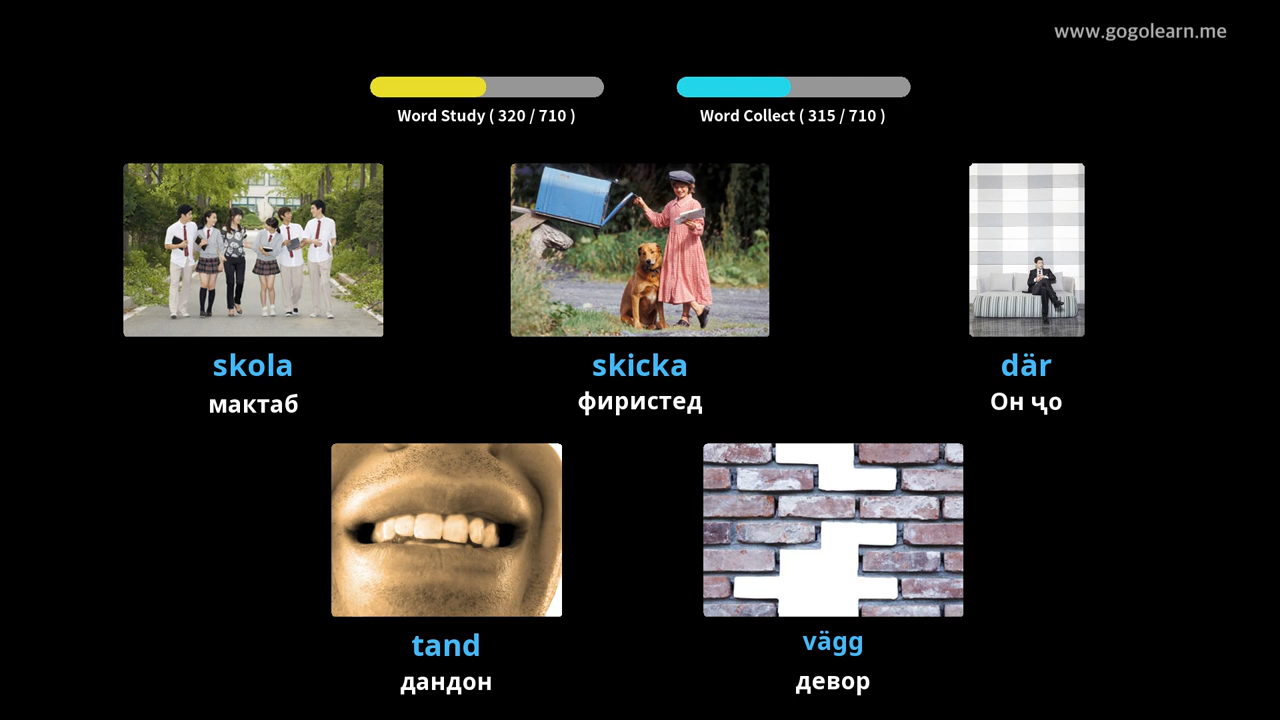 www.gogolearn.me
Word Study ( 320 / 710 )
Word Collect ( 315 / 710 )
skola
мактаб
skicka
фиристед
där
Он ҷо
tand
дандон
vägg
девор